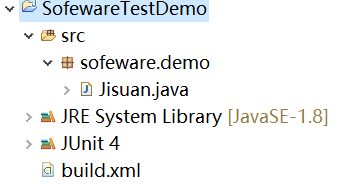 SofewareTestDemo
src
sofeware.demo
Jisuan.java
JRE System Library [JavaSE-1.8]
JUnit 4
build.xml